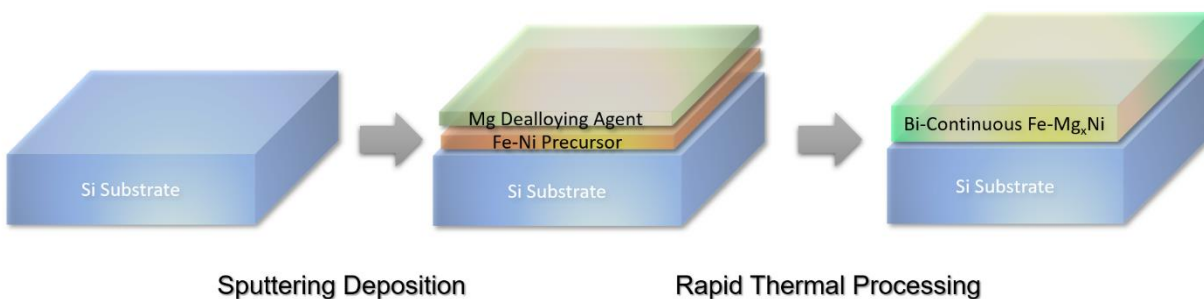 Si Substrate
Mg Dealloying Agent
Fe-Ni Precursor
Si Substrate
Bi-Continuous Fe-MgₓNi
Si Substrate
Sputtering Deposition
Rapid Thermal Processing